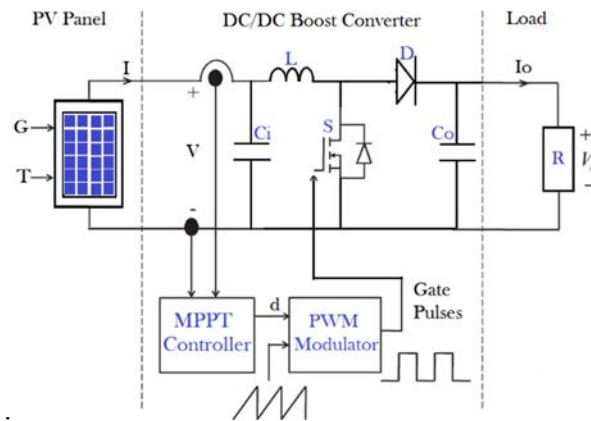 PV Panel
DC/DC Boost Converter
Load
I
L
D
Io
+
G
T
V
Ci
S
Co
R
+
-
-
MPPT
Controller
d
PWM
Modulator
Gate
Pulses